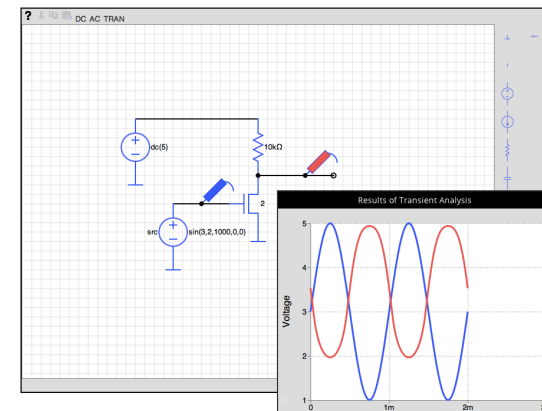 ? DC AC TRAN
dc(5)
10kΩ
2
src
sin(3,2,1000,0,0)
Results of Transient Analysis
Voltage
5
4
3
2
1
0
1m
2m